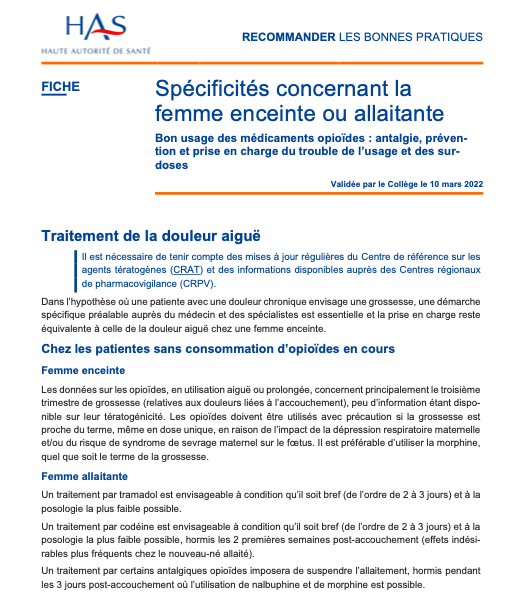 HAS
HAUTE AUTORITÉ DE SANTÉ
RECOMMANDER LES BONNES PRATIQUES
FICHE
Spécificités concernant la
femme enceinte ou allaitante
Bon usage des médicaments opioïdes : antalgie, préven-
tion et prise en charge du trouble de l’usage et des sur-
doses
Validée par le Collège le 10 mars 2022
Traitement de la douleur aiguë
Il est nécessaire de tenir compte des mises à jour régulières du Centre de référence sur les
agents tératogènes (CRAT) et des informations disponibles auprès des Centres régionaux
de pharmacovigilance (CRPV).
Dans l’hypothèse où une patiente avec une douleur chronique envisage une grossesse, une démarche
spécifique préalable auprès du médecin et des spécialistes est essentielle et la prise en charge reste
équivalente à celle de la douleur aiguë chez une femme enceinte.
Chez les patientes sans consommation d’opioïdes en cours
Femme enceinte
Les données sur les opioïdes, en utilisation aiguë ou prolongée, concernent principalement le troisième
trimestre de grossesse (relatives aux douleurs liées à l’accouchement), peu d’information étant dispo-
nible sur leur tératogénicité. Les opioïdes doivent être utilisés avec précaution si la grossesse est
proche du terme, même en dose unique, en raison de l’impact de la dépression respiratoire maternelle
et/ou du risque de syndrome de sevrage maternel sur le fœtus. Il est préférable d’utiliser la morphine,
quel que soit le terme de la grossesse.
Femme allaitante
Un traitement par tramadol est envisageable à condition qu’il soit bref (de l’ordre de 2 à 3 jours) et à la
posologie la plus faible possible.
Un traitement par codéine est envisageable à condition qu’il soit bref (de l’ordre de 2 à 3 jours) et à la
posologie la plus faible possible, hormis les 2 premières semaines post-accouchement (effets indési-
rables plus fréquents chez le nouveau-né allaité).
Un traitement par certains antalgiques opioïdes imposera de suspendre l’allaitement, hormis pendant
les 3 jours post-accouchement où l’utilisation de nalbuphine et de morphine est possible.